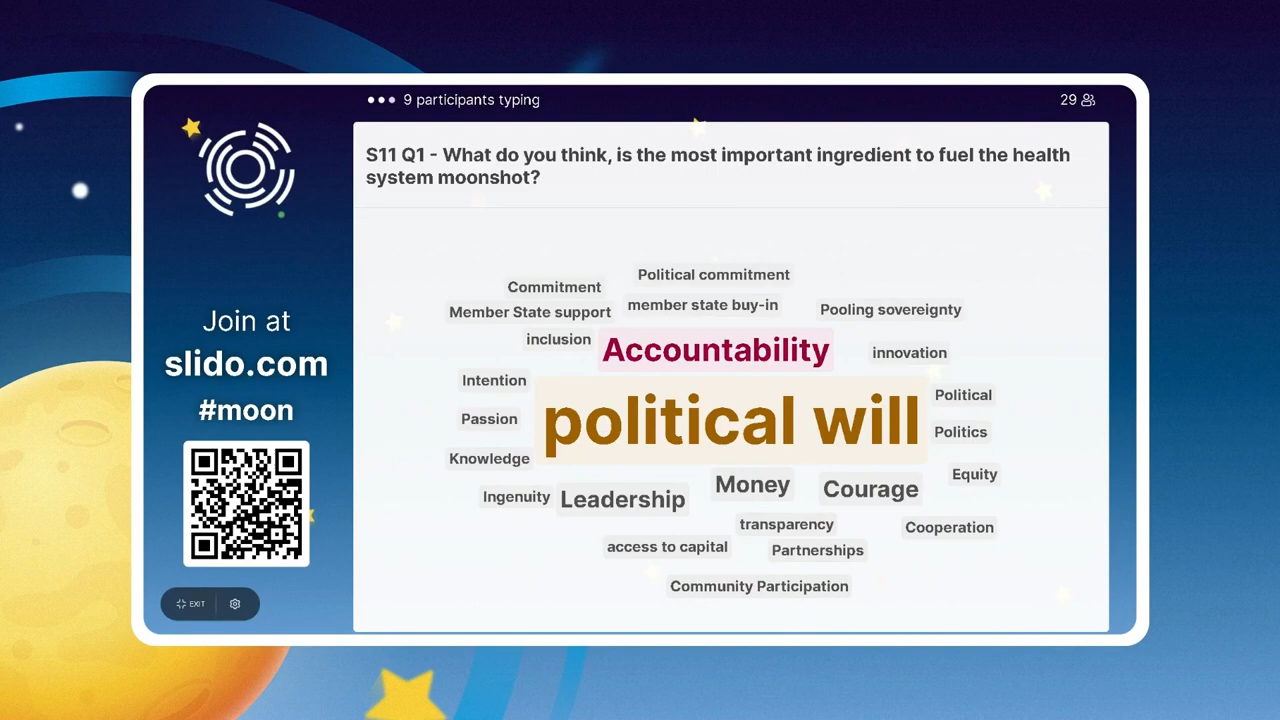 9 participants typing
29
S11 Q1 - What do you think, is the most important ingredient to fuel the health
system moonshot?
Join at
slido.com
#moon
EXIT
Political commitment
Commitment
member state buy-in
Member State support
Pooling sovereignty
inclusion
Accountability
innovation
Intention
Political
political will
Passion
Politics
Knowledge
Equity
Money
Courage
Ingenuity
Leadership
transparency
Cooperation
access to capital
Partnerships
Community Participation